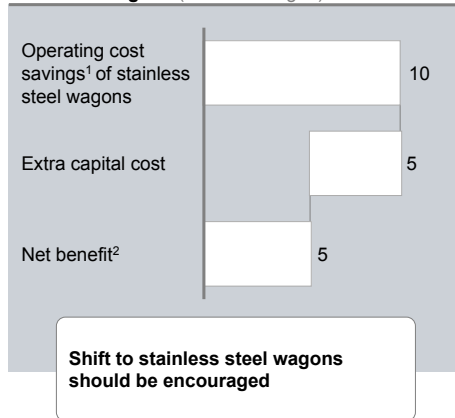 Operating cost
savings¹ of stainless
steel wagons
10
Extra capital cost
5
Net benefit²
5
Shift to stainless steel wagons
should be encouraged